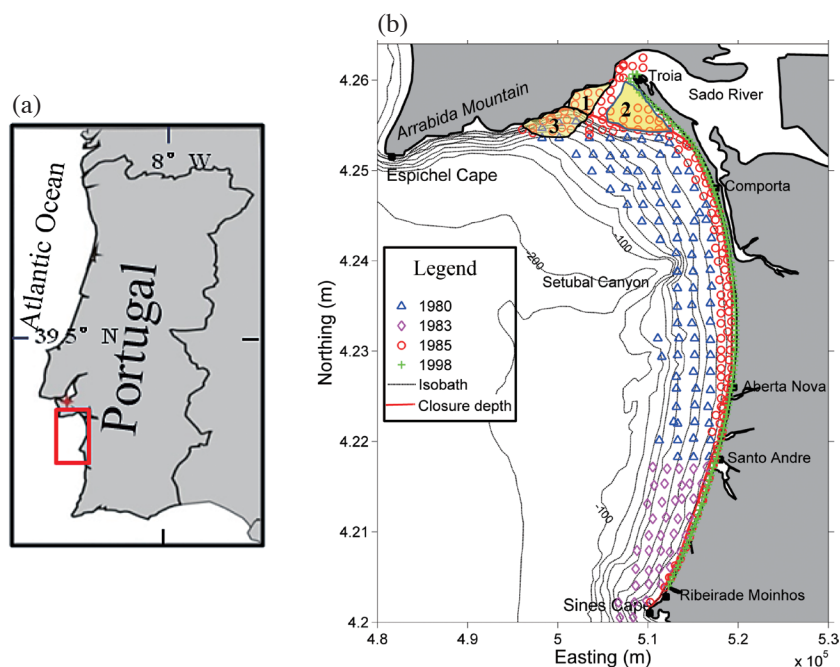 (a)
8° W
Atlantic Ocean
39.5° N
Portugal
(b)
4.26
4.25
4.24
4.23
4.22
4.21
4.2
Northing (m)
Arrabida Mountain
1
2
3
Troia
Sado River
Espichel Cape
Comporta
-200
-100
Setubal Canyon
Legend
1980
1983
1985
1998
Isobath
Closure depth
Aberta Nova
Santo Andre
-100
Ribeirade Moinhos
Sines Cape
4.8 4.9 5 5.1 5.2 5.3
Easting (m)
x 10⁵